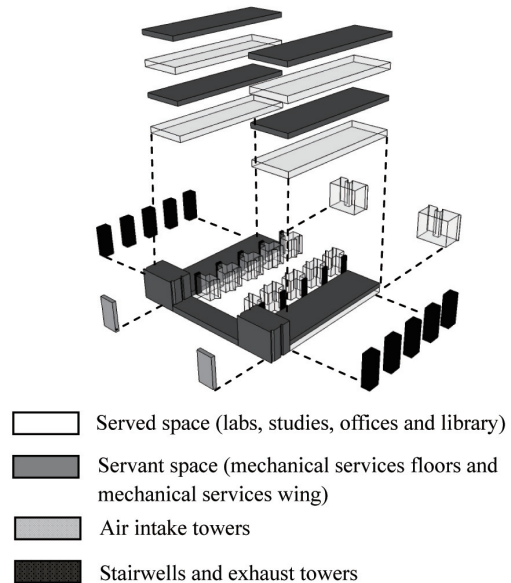 Served space (labs, studies, offices and library)
Servant space (mechanical services floors and
mechanical services wing)
Air intake towers
Stairwells and exhaust towers